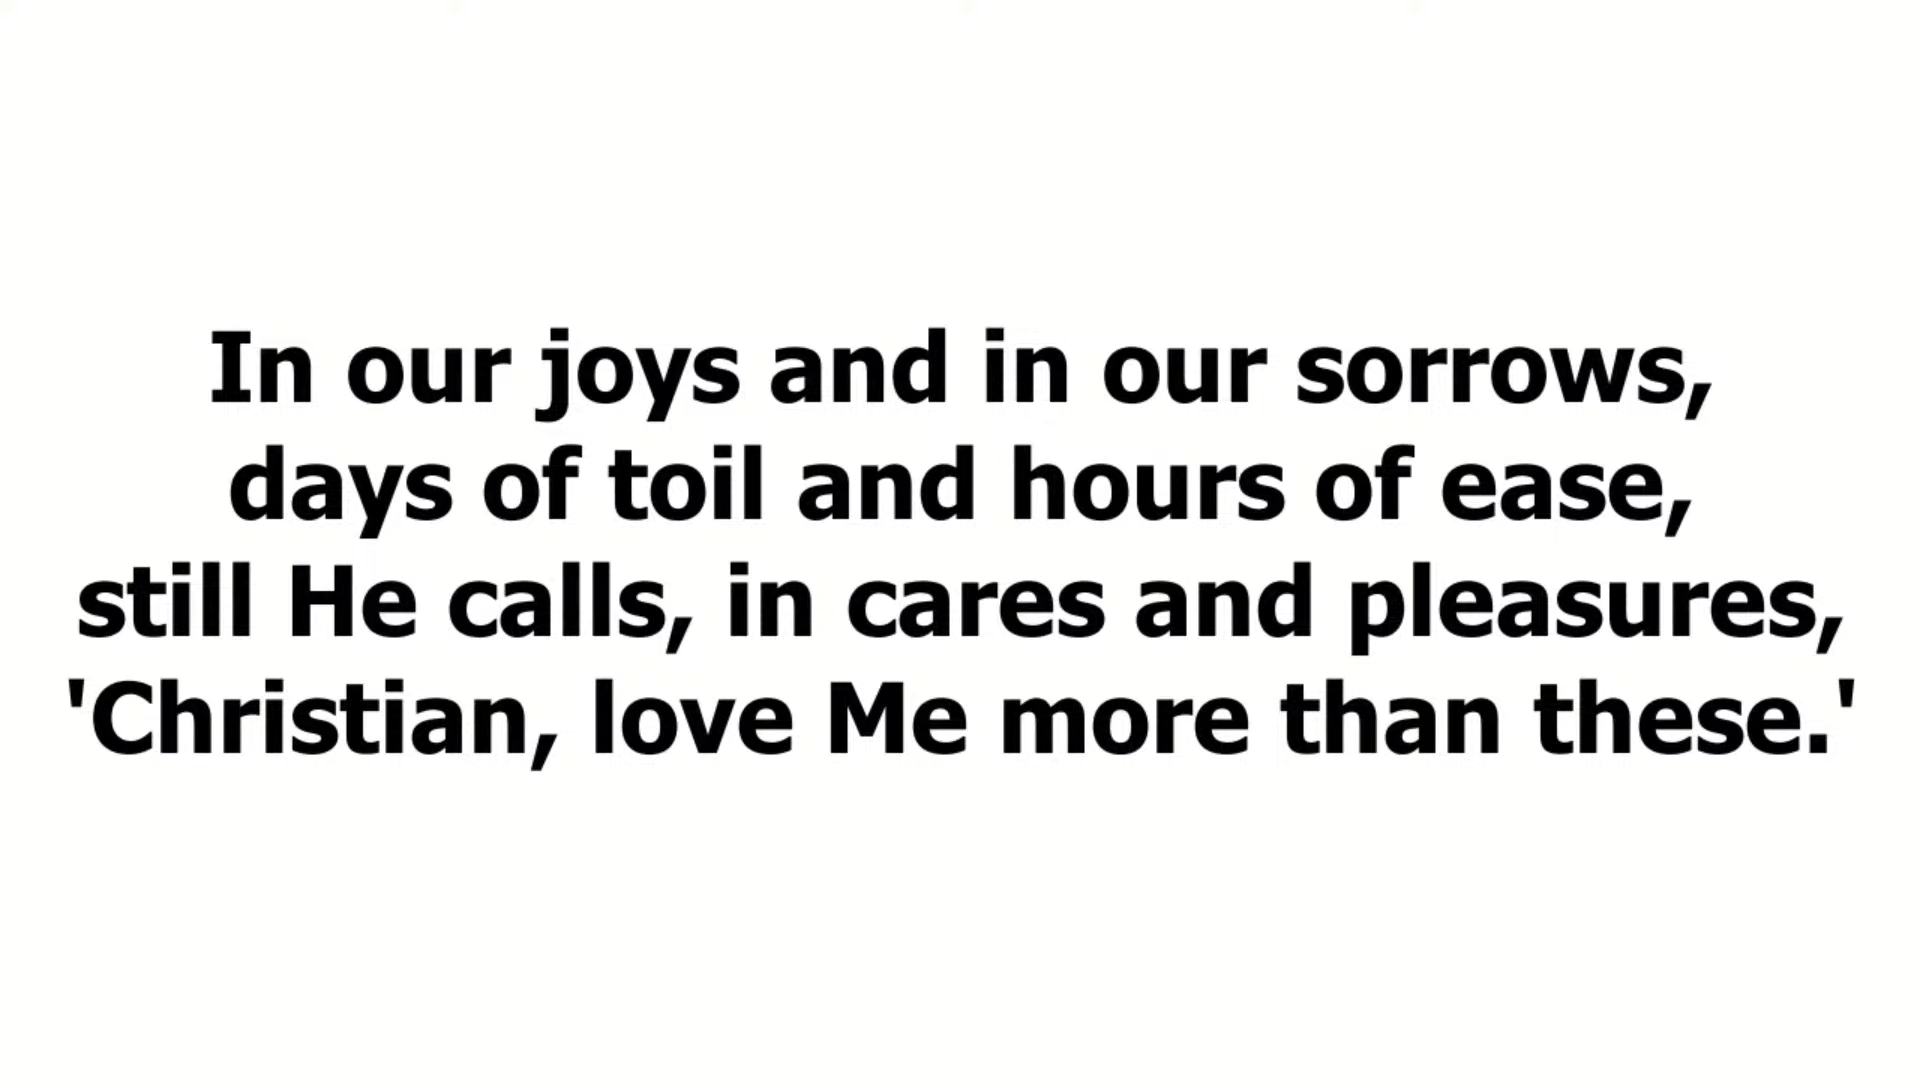 In our joys and in our sorrows,
days of toil and hours of ease,
still He calls, in cares and pleasures,
'Christian, love Me more than these.'